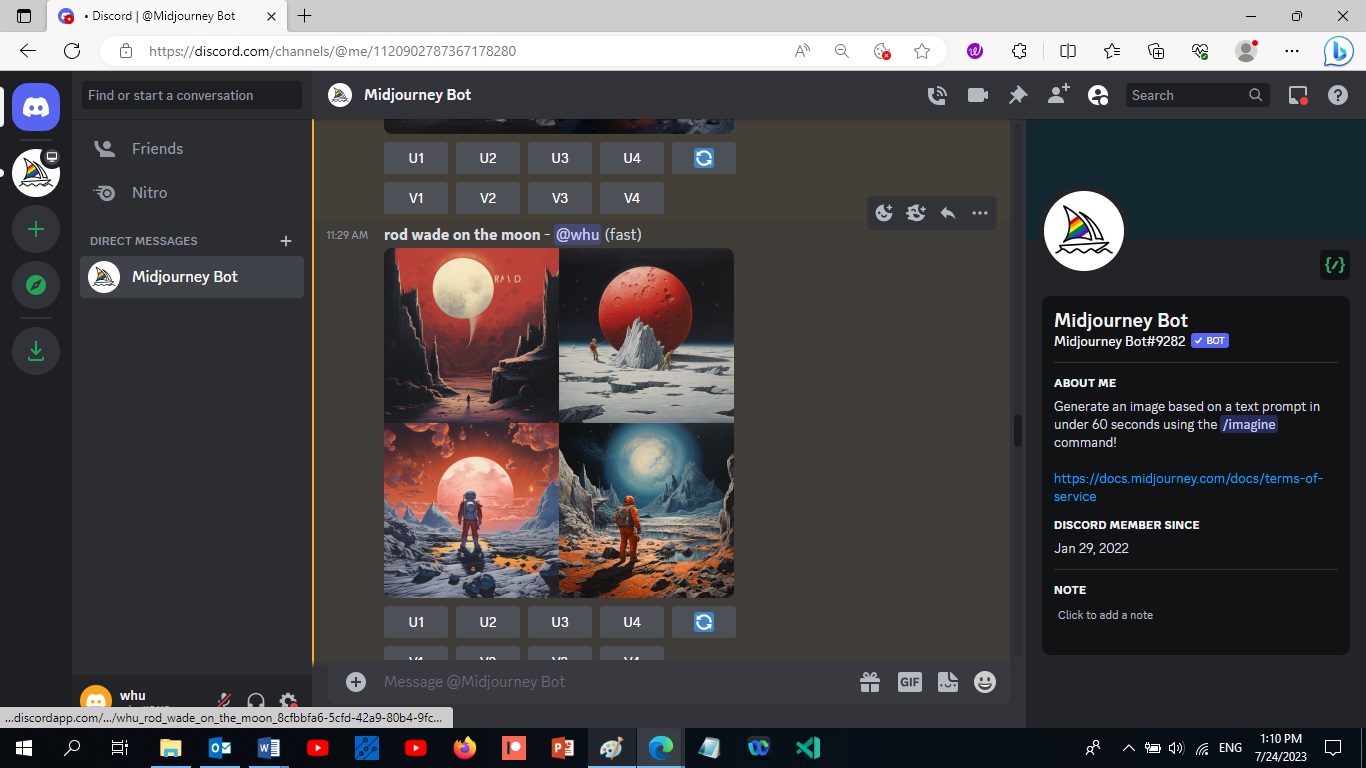 • Discord | @Midjourney Bot
https://discord.com/channels/@me/1120902787367178280
Find or start a conversation
Midjourney Bot
Search
Friends
Nitro
DIRECT MESSAGES
Midjourney Bot
U1 U2 U3 U4
V1 V2 V3 V4
11:29 AM rod wade on the moon - @whu (fast)
U1 U2 U3 U4
V1 V2 V3 V4
Message @Midjourney Bot
GIF
Midjourney Bot
Midjourney Bot#9282 ✓ BOT
ABOUT ME
Generate an image based on a text prompt in
under 60 seconds using the /imagine
command!
https://docs.midjourney.com/docs/terms-of-
service
DISCORD MEMBER SINCE
Jan 29, 2022
NOTE
Click to add a note
whu
...discordapp.com/.../whu_rod_wade_on_the_moon_8cfbbfa6-5cfd-42a9-80b4-9fc...
ENG
1:10 PM
7/24/2023